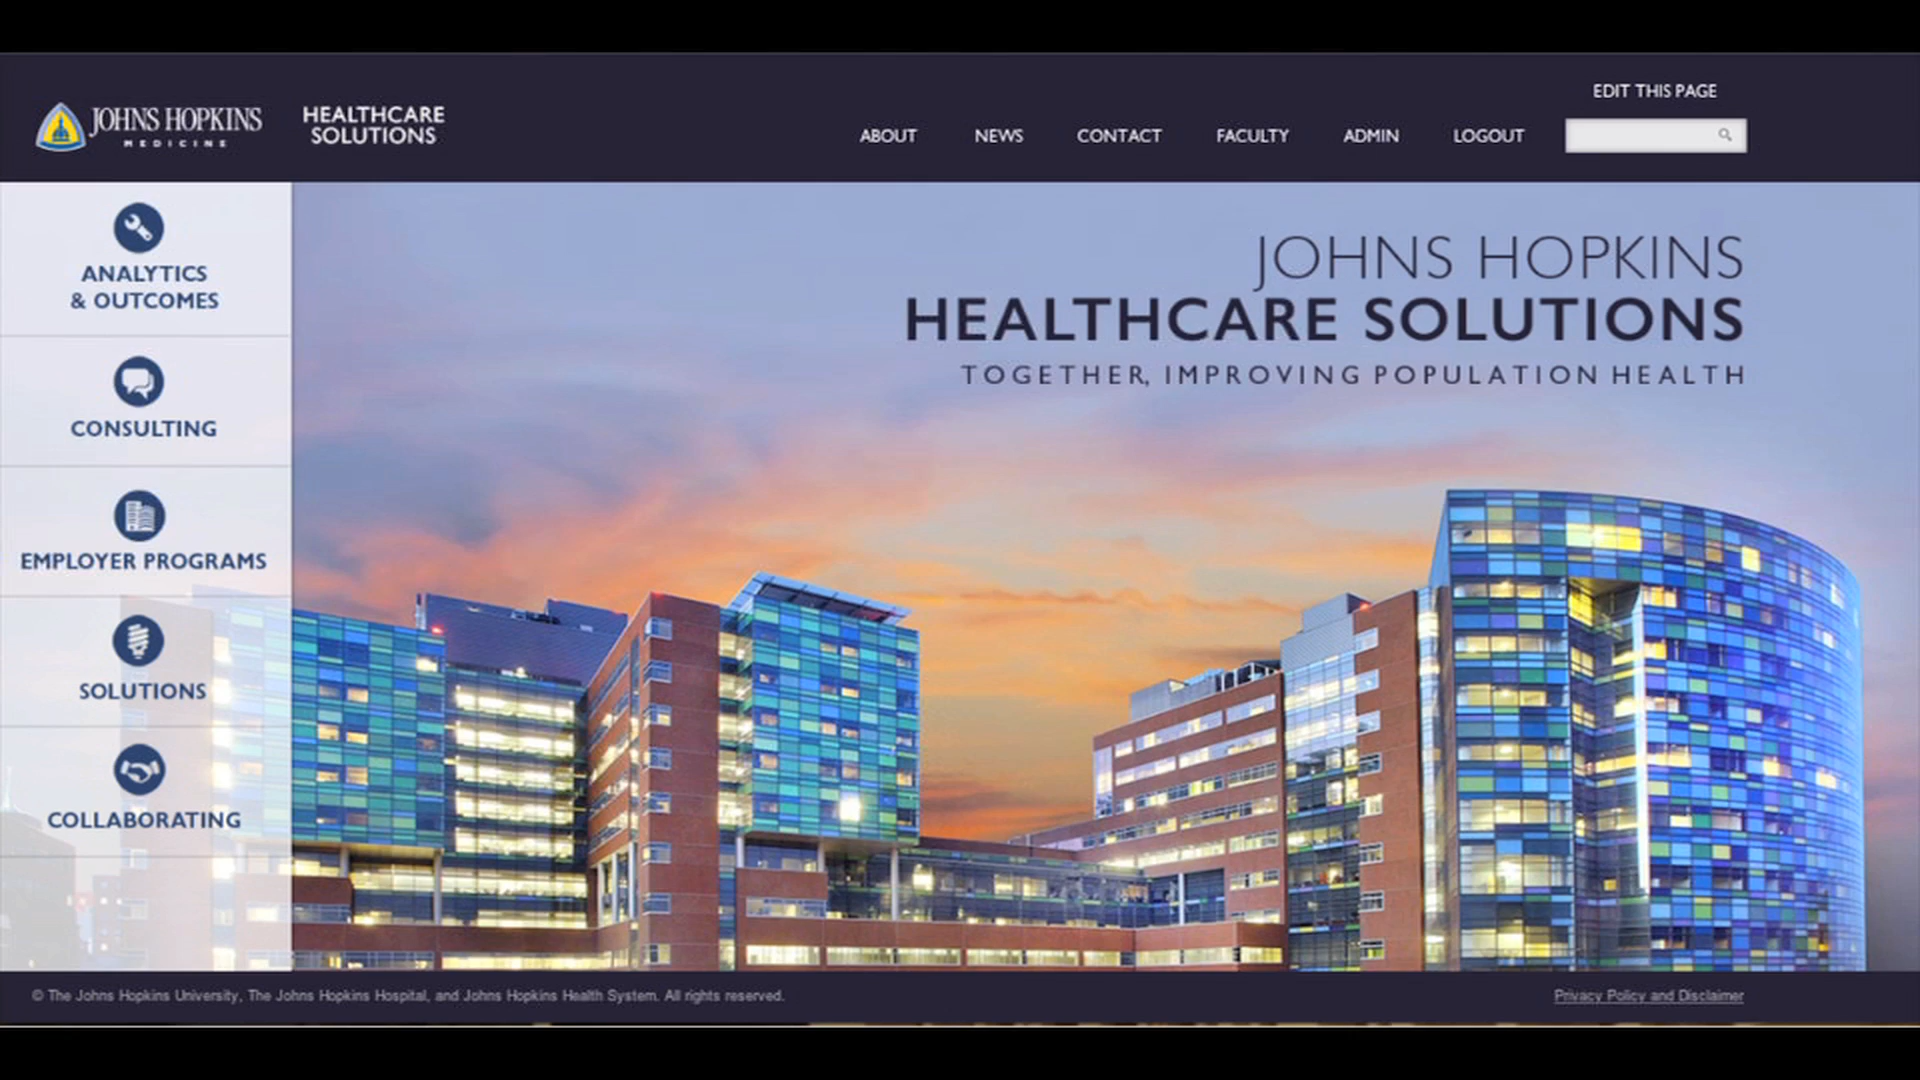 EDIT THIS PAGE
JOHNS HOPKINS
MEDICINE
HEALTHCARE
SOLUTIONS
ABOUT NEWS CONTACT FACULTY ADMIN LOGOUT
ANALYTICS
& OUTCOMES
CONSULTING
EMPLOYER PROGRAMS
SOLUTIONS
COLLABORATING
JOHNS HOPKINS
HEALTHCARE SOLUTIONS
TOGETHER, IMPROVING POPULATION HEALTH
© The Johns Hopkins University, The Johns Hopkins Hospital, and Johns Hopkins Health System. All rights reserved.
Privacy Policy and Disclaimer